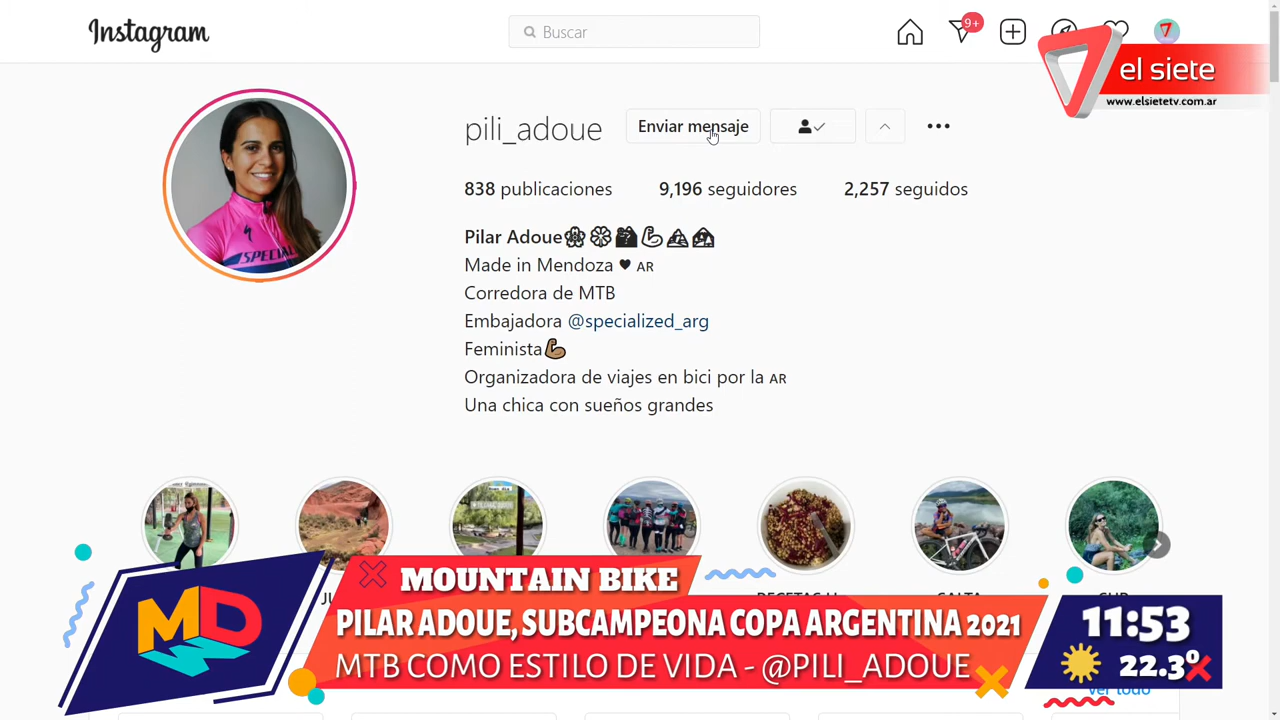 Instagram
Buscar
9+
el siete
www.elsietetv.com.ar
pili_adoue
Enviar mensaje
838 publicaciones
9,196 seguidores
2,257 seguidos
Pilar Adoue
Made in Mendoza ♥ AR
Corredora de MTB
Embajadora @specialized_arg
Feminista
Organizadora de viajes en bici por la AR
Una chica con sueños grandes
MOUNTAIN BIKE
PILAR ADOUE, SUBCAMPEONA COPA ARGENTINA 2021
MTB COMO ESTILO DE VIDA - @PILI_ADOUE
MD
11:53
22.3º